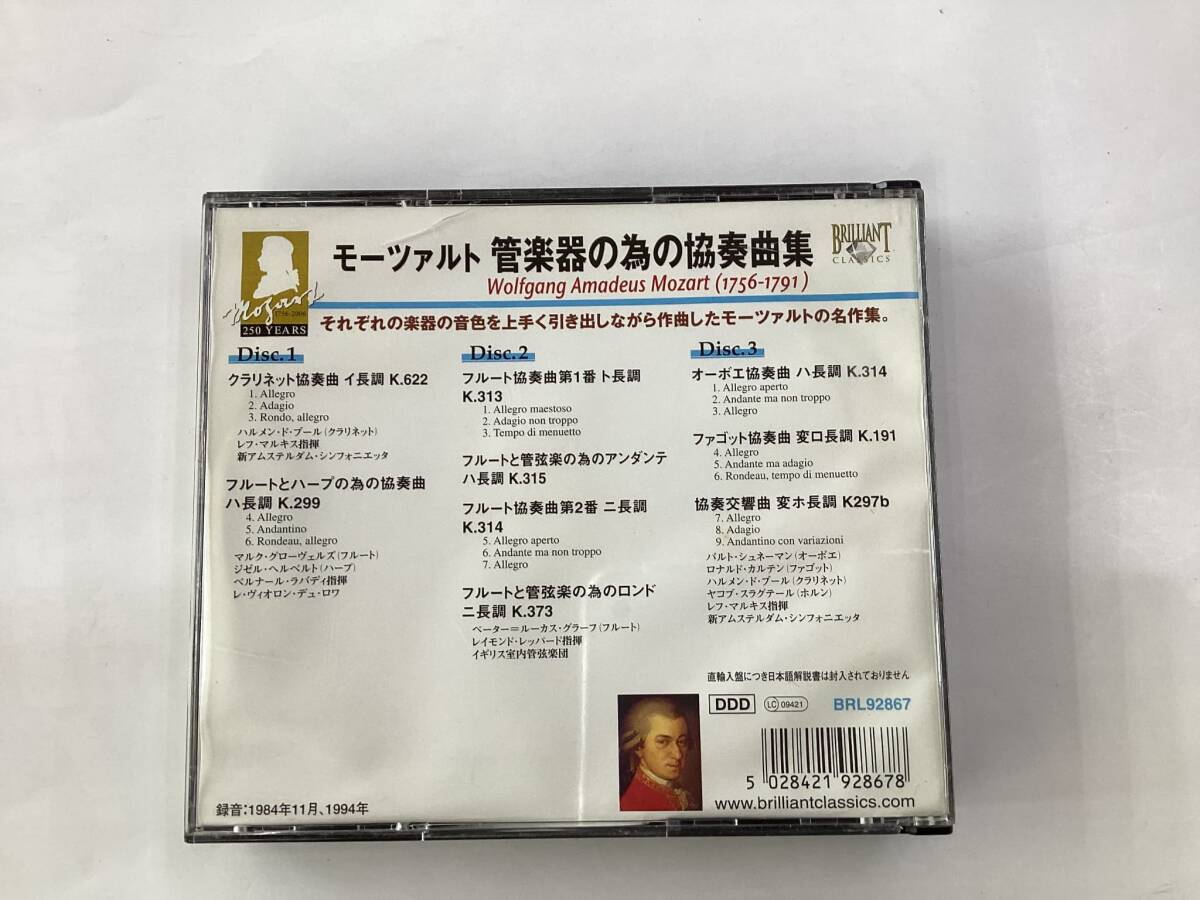 モーツァルト 管楽器の為の協奏曲集
Wolfgang Amadeus Mozart (1756-1791)
BRILLIANT
CLASSICS
Mozart
1756-2006
250 YEARS
それぞれの楽器の音色を上手く引き出しながら作曲したモーツァルトの名作集。
Disc.1
クラリネット協奏曲 イ長調 K.622
1. Allegro
2. Adagio
3. Rondo, allegro
ハルメン・ド・ブール(クラリネット)
レフ・マルキス指揮
新アムステルダム・シンフォニエッタ
フルートとハープの為の協奏曲
ハ長調 K.299
4. Allegro
5. Andantino
6. Rondeau, allegro
マルク・グローヴェルズ(フルート)
ジゼル・ヘルベルト(ハープ)
ベルナール・ラバディ指揮
レ・ヴィオロン・デュ・ロワ
Disc.2
フルート協奏曲第1番 ト長調
K.313
1. Allegro maestoso
2. Adagio non troppo
3. Tempo di menuetto
フルートと管弦楽の為のアンダンテ
ハ長調 K.315
フルート協奏曲第2番 ニ長調
K.314
5. Allegro aperto
6. Andante ma non troppo
7. Allegro
フルートと管弦楽の為のロンド
ニ長調 K.373
ペーター=ルーカス・グラーフ(フルート)
レイモンド・レッパード指揮
イギリス室内管弦楽団
Disc.3
オーボエ協奏曲 ハ長調 K.314
1. Allegro aperto
2. Andante ma non troppo
3. Allegro
ファゴット協奏曲 変ロ長調 K.191
4. Allegro
5. Andante ma adagio
6. Rondeau, tempo di menuetto
協奏交響曲 変ホ長調 K297b
7. Allegro
8. Adagio
9. Andantino con variazioni
バルト・シュネーマン(オーボエ)
ロナルド・カルテン(ファゴット)
ハルメン・ド・ブール(クラリネット)
ヤコブ・スラグテール(ホルン)
レフ・マルキス指揮
新アムステルダム・シンフォニエッタ
直輸入盤につき日本語解説書は封入されておりません
DDD LC 09421 BRL92867
5 028421 928678
www.brilliantclassics.com
録音:1984年11月、1994年